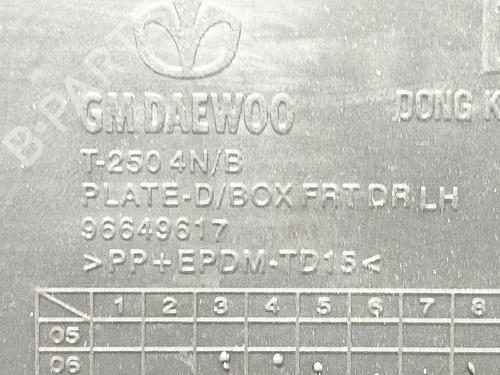 B-PARTS
GM DAEWOO
DONG K
T-250 4N/B
PLATE-D/BOX FRT DR LH
96649617
>PP+EPDM-TD15<
1 2 3 4 5 6 7 8
05
06